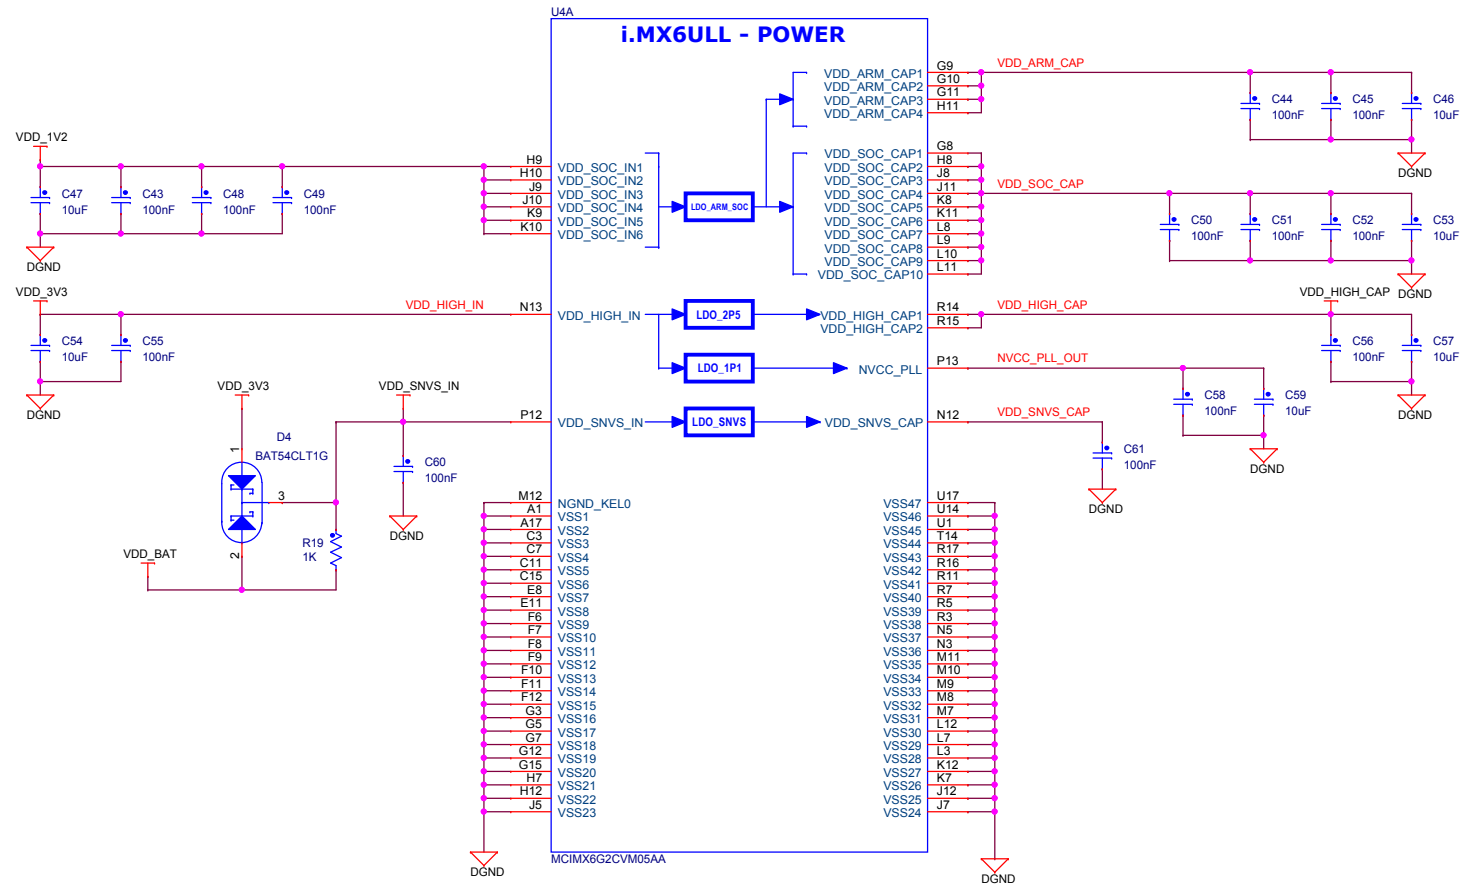 U4A
i.MX6ULL - POWER
VDD_1V2
C47
10uF
C43
100nF
C48
100nF
C49
100nF
DGND
H9
H10
J9
J10
K9
K10
VDD_SOC_IN1
VDD_SOC_IN2
VDD_SOC_IN3
VDD_SOC_IN4
VDD_SOC_IN5
VDD_SOC_IN6
LDO_ARM_SOC
VDD_ARM_CAP1
VDD_ARM_CAP2
VDD_ARM_CAP3
VDD_ARM_CAP4
G9
G10
G11
H11
VDD_ARM_CAP
C44
100nF
C45
100nF
C46
10uF
DGND
VDD_SOC_CAP1
VDD_SOC_CAP2
VDD_SOC_CAP3
VDD_SOC_CAP4
VDD_SOC_CAP5
VDD_SOC_CAP6
VDD_SOC_CAP7
VDD_SOC_CAP8
VDD_SOC_CAP9
VDD_SOC_CAP10
G8
H8
J8
J11
K8
K11
L8
L9
L10
L11
VDD_SOC_CAP
C50
100nF
C51
100nF
C52
100nF
C53
10uF
DGND
VDD_3V3
VDD_HIGH_IN
N13
VDD_HIGH_IN
C54
10uF
C55
100nF
DGND
LDO_2P5
VDD_HIGH_CAP1
VDD_HIGH_CAP2
R14
R15
VDD_HIGH_CAP
VDD_HIGH_CAP
C56
100nF
C57
10uF
DGND
LDO_1P1
NVCC_PLL
P13
NVCC_PLL_OUT
C58
100nF
C59
10uF
DGND
VDD_3V3
VDD_SNVS_IN
P12
VDD_SNVS_IN
LDO_SNVS
VDD_SNVS_CAP
N12
VDD_SNVS_CAP
C61
100nF
DGND
1
D4
BAT54CLT1G
3
2
C60
100nF
DGND
R19
1K
VDD_BAT
M12
NGND_KEL0
A1
VSS1
A17
VSS2
C3
VSS3
C7
VSS4
C11
VSS5
C15
VSS6
E8
VSS7
E11
VSS8
F6
VSS9
F7
VSS10
F8
VSS11
F9
VSS12
F10
VSS13
F11
VSS14
F12
VSS15
G3
VSS16
G5
VSS17
G7
VSS18
G12
VSS19
G15
VSS20
H7
VSS21
H12
VSS22
J5
VSS23
DGND
VSS47
U17
VSS46
U14
VSS45
U1
VSS44
T14
VSS43
R17
VSS42
R16
VSS41
R11
VSS40
R7
VSS39
R5
VSS38
R3
VSS37
N5
VSS36
N3
VSS35
M11
VSS34
M10
VSS33
M9
VSS32
M8
VSS31
M7
VSS30
L12
VSS29
L7
VSS28
L3
VSS27
K12
VSS26
K7
VSS25
J12
VSS24
J7
DGND
MCIMX6G2CVM05AA